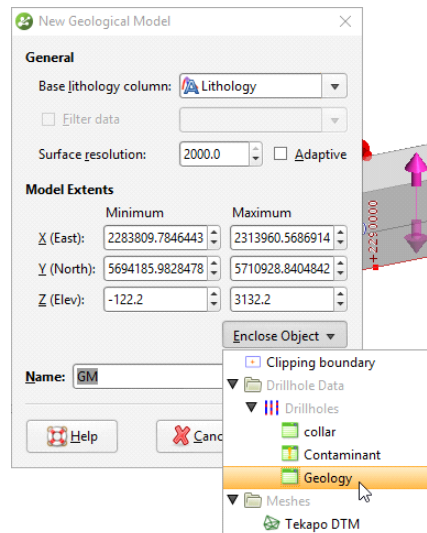 New Geological Model
General
Base lithology column: Lithology
Filter data
Surface resolution: 2000.0 Adaptive
Model Extents
Minimum Maximum
X (East): 2283809.7846443 2313960.5686914
Y (North): 5694185.9828478 5710928.8404842
Z (Elev): -122.2 3132.2
Enclose Object
Name: GM
Help
Clipping boundary
Drillhole Data
Drillholes
collar
Contaminant
Geology
Meshes
Tekapo DTM
+2290000